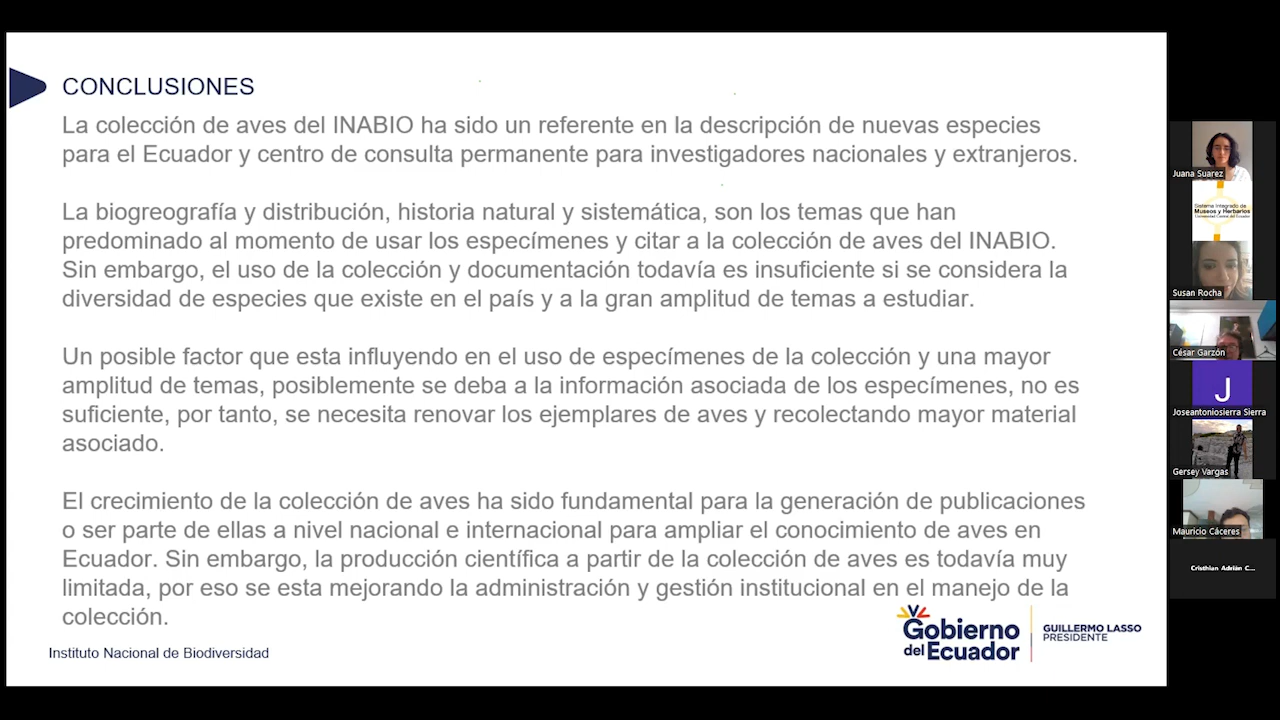 CONCLUSIONES
La colección de aves del INABIO ha sido un referente en la descripción de nuevas especies
para el Ecuador y centro de consulta permanente para investigadores nacionales y extranjeros.
La biogreografía y distribución, historia natural y sistemática, son los temas que han
predominado al momento de usar los especímenes y citar a la colección de aves del INABIO.
Sin embargo, el uso de la colección y documentación todavía es insuficiente si se considera la
diversidad de especies que existe en el país y a la gran amplitud de temas a estudiar.
Un posible factor que esta influyendo en el uso de especímenes de la colección y una mayor
amplitud de temas, posiblemente se deba a la información asociada de los especímenes, no es
suficiente, por tanto, se necesita renovar los ejemplares de aves y recolectando mayor material
asociado.
El crecimiento de la colección de aves ha sido fundamental para la generación de publicaciones
o ser parte de ellas a nivel nacional e internacional para ampliar el conocimiento de aves en
Ecuador. Sin embargo, la producción científica a partir de la colección de aves es todavía muy
limitada, por eso se esta mejorando la administración y gestión institucional en el manejo de la
colección.
Instituto Nacional de Biodiversidad
Gobierno
del Ecuador
GUILLERMO LASSO
PRESIDENTE
Juana Suarez
Sistema Integrado de
Museos y Herbarios
Universidad Central del Ecuador
Susan Rocha
César Garzón
J
Joseantoniosierra Sierra
Gersey Vargas
Mauricio Cáceres
Cristhian Adrián C...